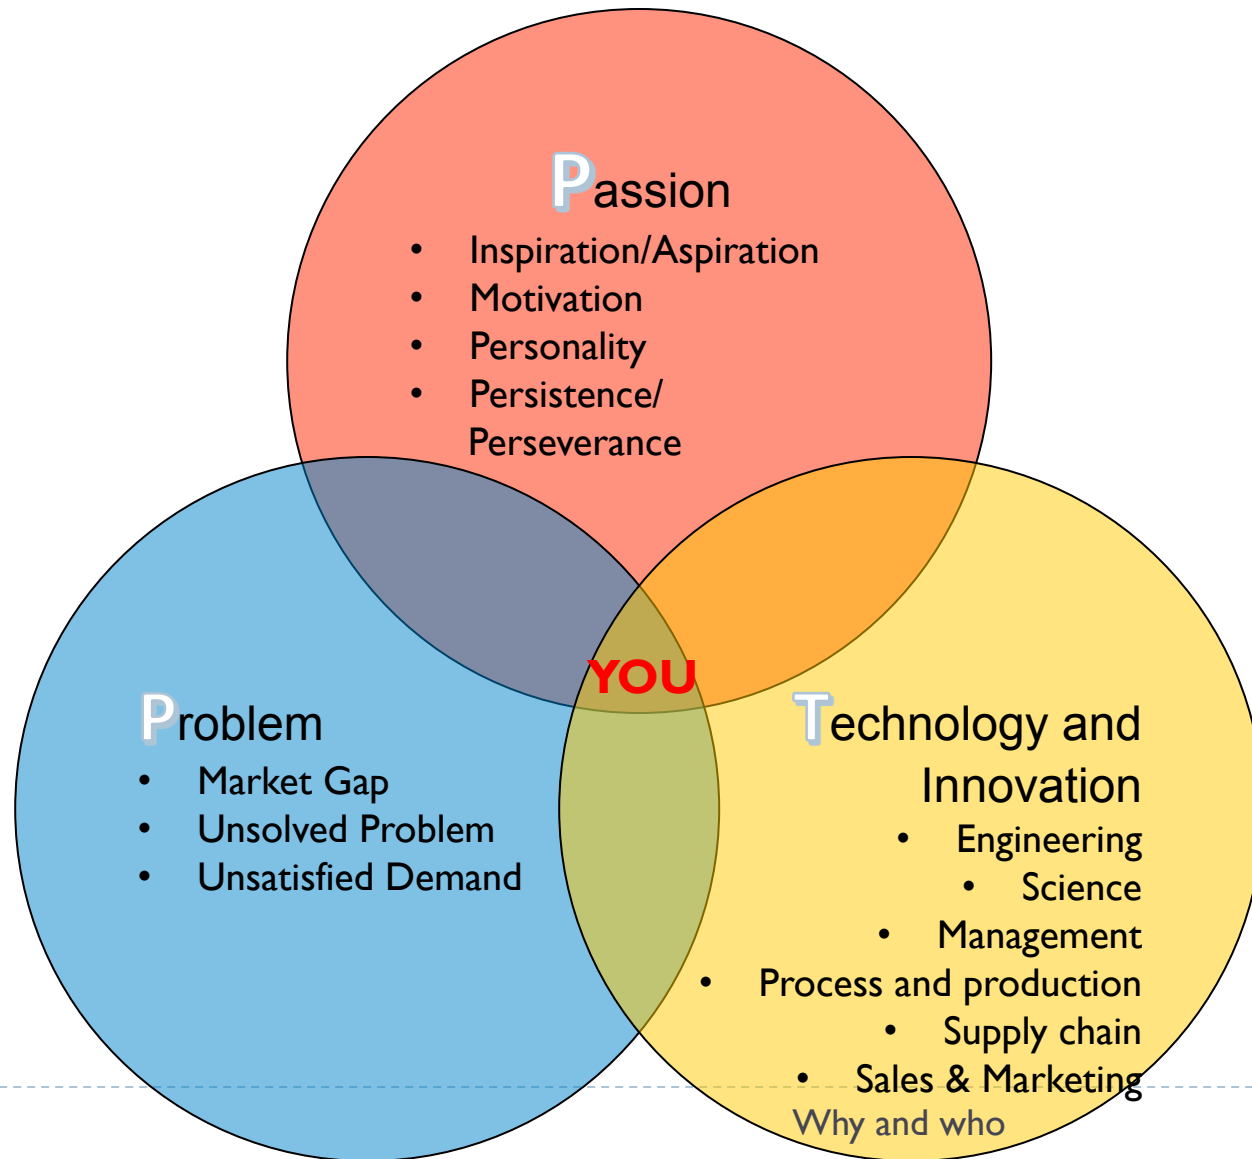 Passion
• Inspiration/Aspiration
• Motivation
• Personality
• Persistence/
Perseverance
YOU
Problem
• Market Gap
• Unsolved Problem
• Unsatisfied Demand
Technology and
Innovation
• Engineering
• Science
• Management
• Process and production
• Supply chain
• Sales & Marketing
Why and who